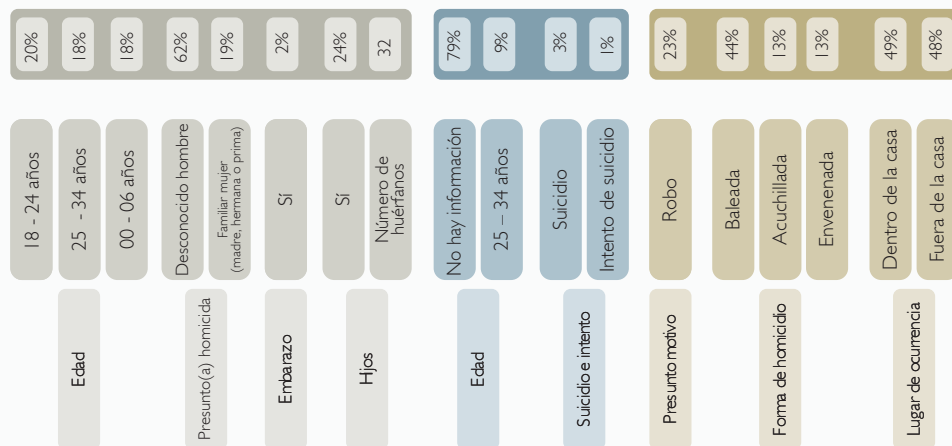 Edad
18 - 24 años
20%
25 - 34 años
18%
00 - 06 años
18%
Presunto(a) homicida
Desconocido hombre
62%
Familiar mujer
(madre, hermana o prima)
19%
Embarazo
Sí
2%
Hijos
Sí
24%
Número de
huérfanos
32
Edad
No hay información
79%
25 – 34 años
9%
Suicidio e intento
Suicidio
3%
Intento de suicidio
1%
Presunto motivo
Robo
23%
Forma de homicidio
Baleada
44%
Acuchillada
13%
Envenenada
13%
Lugar de ocurrencia
Dentro de la casa
49%
Fuera de la casa
48%